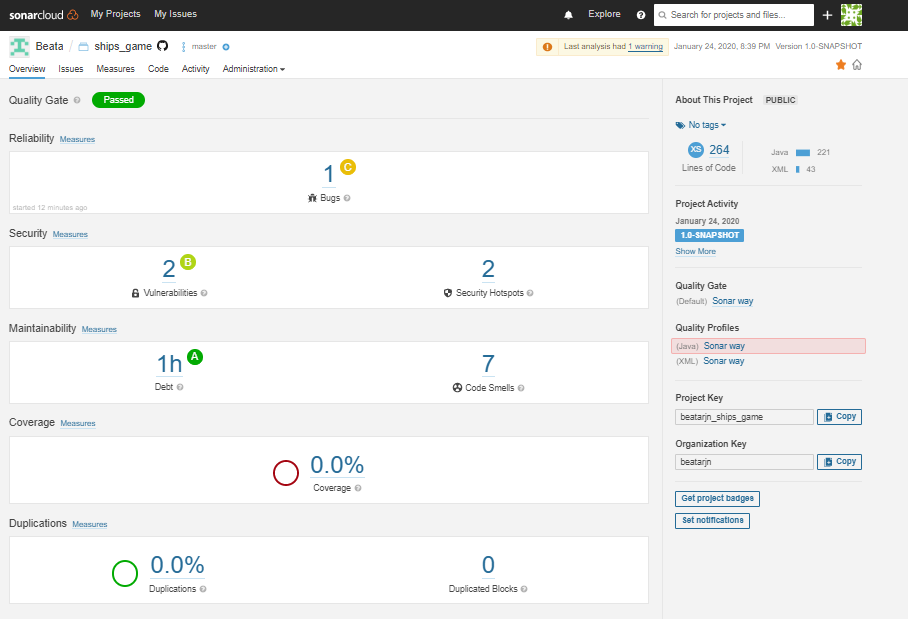 sonarcloud My Projects My Issues Explore Search for projects and files...
Beata / ships_game master
Last analysis had 1 warning January 24, 2020, 8:39 PM Version 1.0-SNAPSHOT
Overview Issues Measures Code Activity Administration
Quality Gate Passed
Reliability Measures
1 C
Bugs
started 12 minutes ago
Security Measures
2 B
Vulnerabilities
2
Security Hotspots
Maintainability Measures
1h A
Debt
7
Code Smells
Coverage Measures
0.0%
Coverage
Duplications Measures
0.0%
Duplications
0
Duplicated Blocks
About This Project PUBLIC
No tags
XS 264
Lines of Code
Java 221
XML 43
Project Activity
January 24, 2020
1.0-SNAPSHOT
Show More
Quality Gate
(Default) Sonar way
Quality Profiles
(Java) Sonar way
(XML) Sonar way
Project Key
beatarjn_ships_game Copy
Organization Key
beatarjn Copy
Get project badges
Set notifications